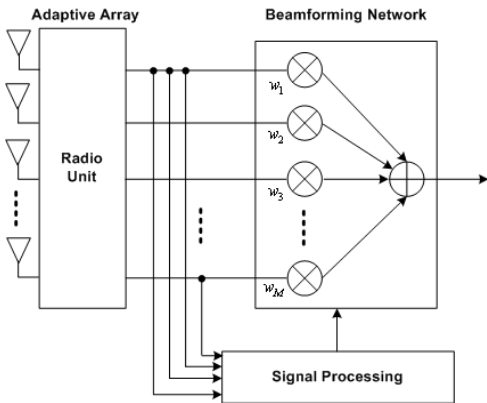 Adaptive Array
Beamforming Network
Radio
Unit
w1
w2
w3
wM
Signal Processing